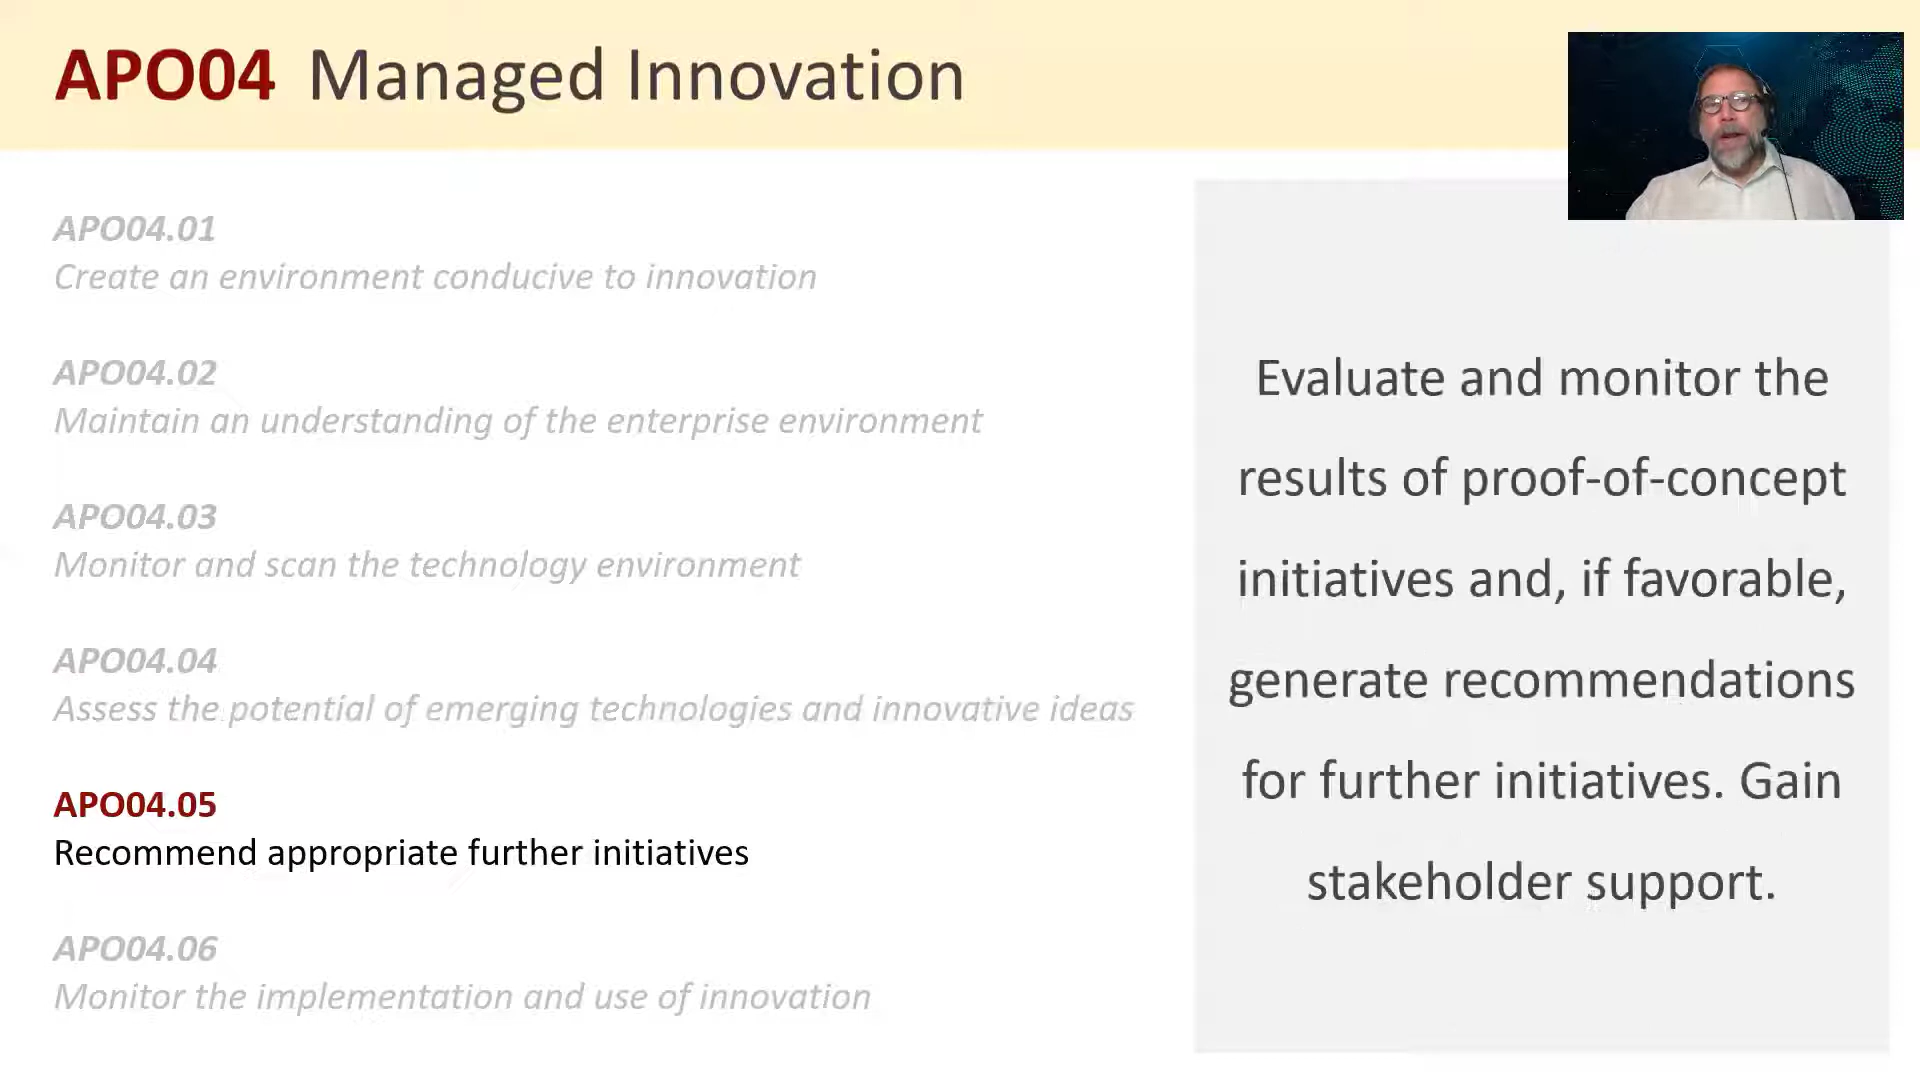 APO04 Managed Innovation
APO04.01
Create an environment conducive to innovation
APO04.02
Maintain an understanding of the enterprise environment
APO04.03
Monitor and scan the technology environment
APO04.04
Assess the potential of emerging technologies and innovative ideas
APO04.05
Recommend appropriate further initiatives
APO04.06
Monitor the implementation and use of innovation
Evaluate and monitor the
results of proof-of-concept
initiatives and, if favorable,
generate recommendations
for further initiatives. Gain
stakeholder support.